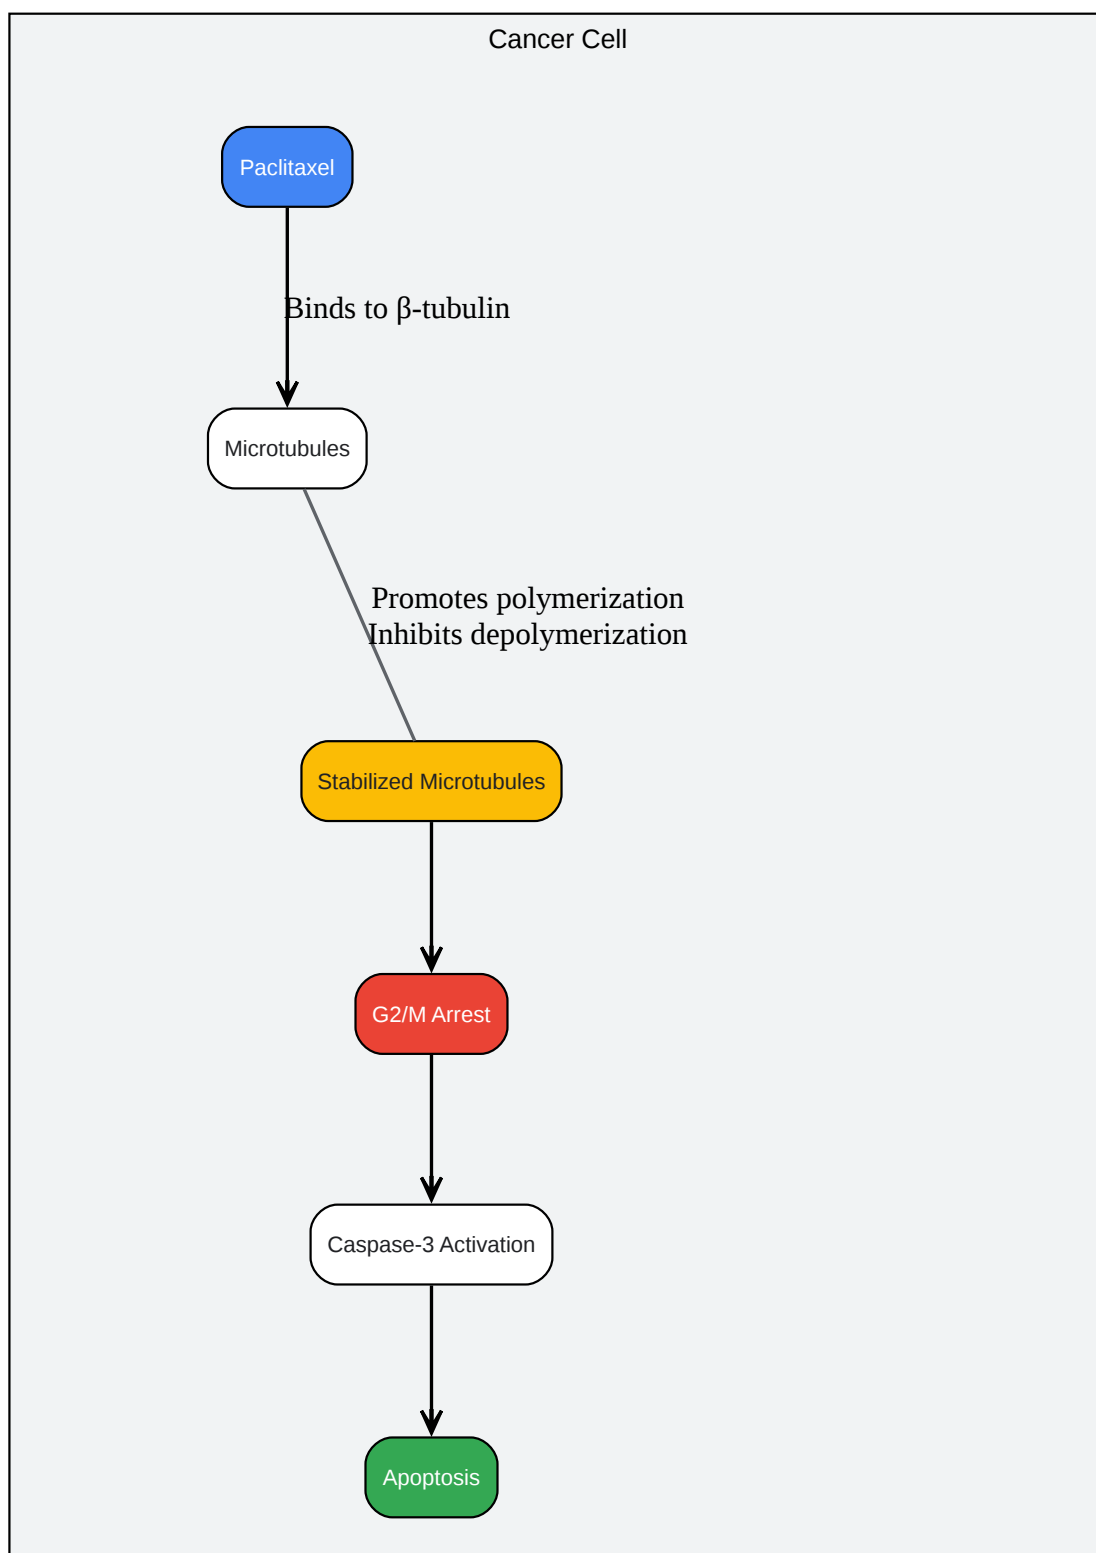 Cancer Cell
Paclitaxel
Binds to β-tubulin
Microtubules
Promotes polymerization
Inhibits depolymerization
Stabilized Microtubules
G2/M Arrest
Caspase-3 Activation
Apoptosis